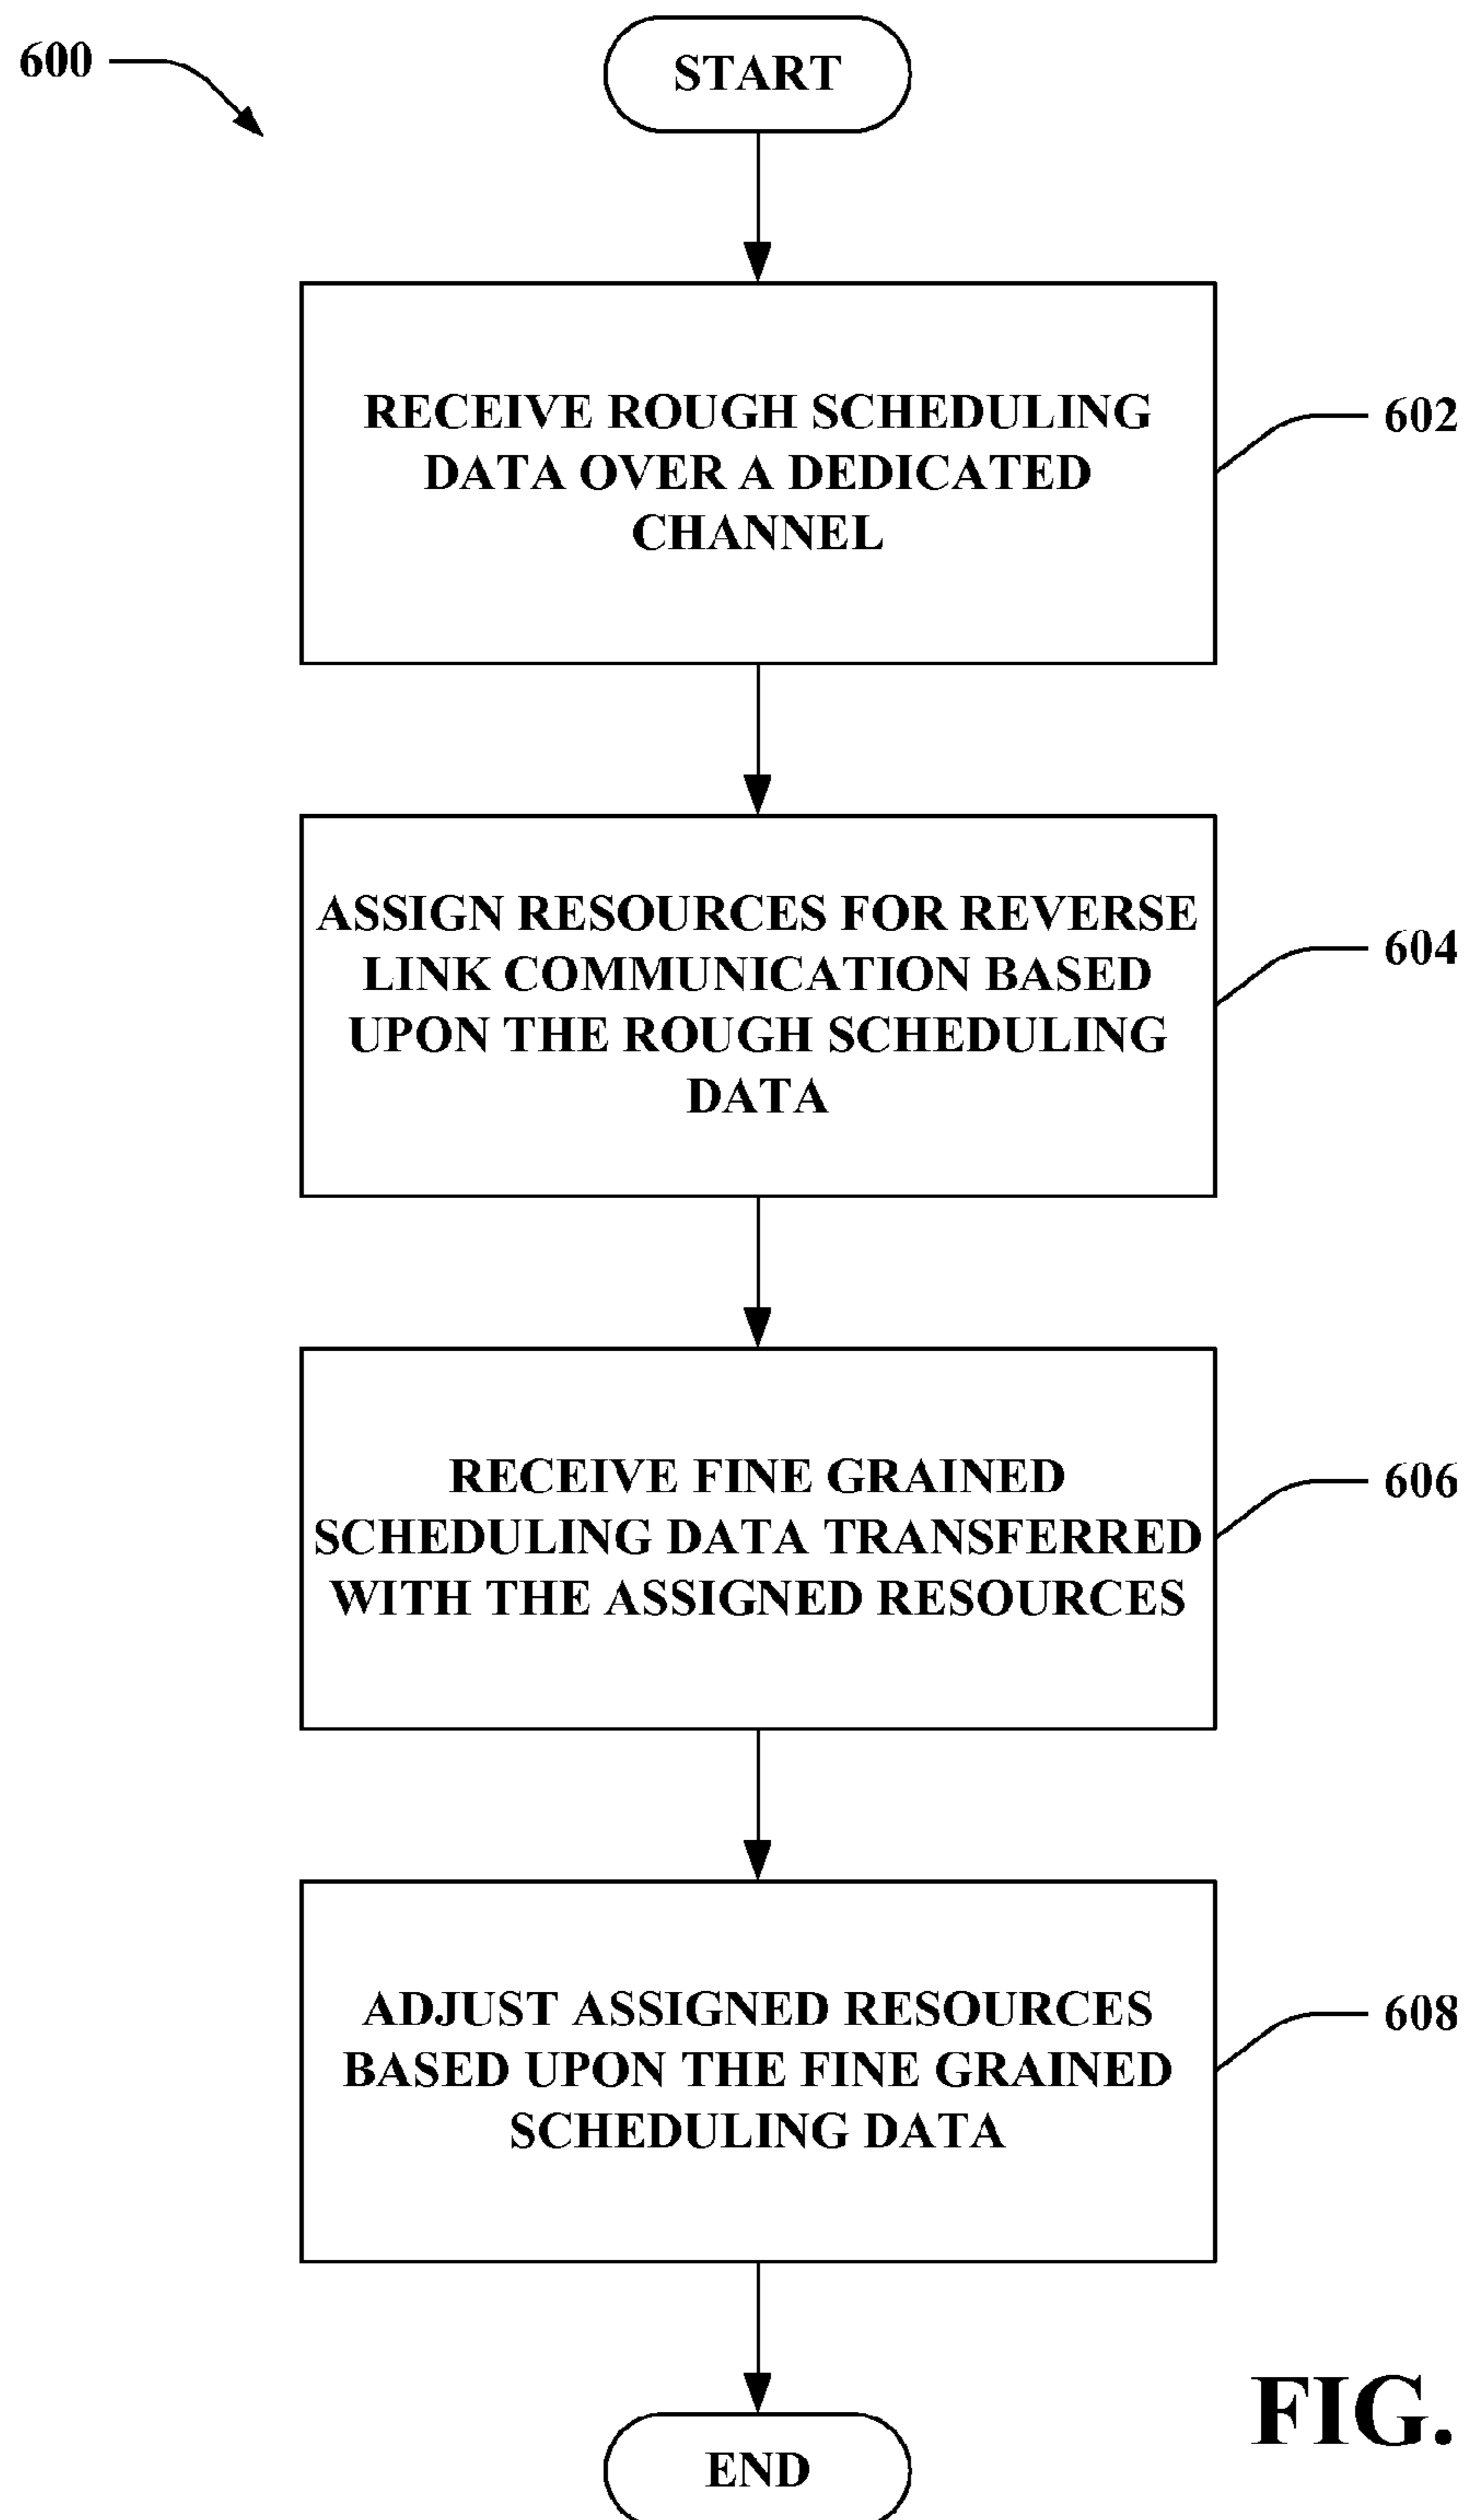 600
START
RECEIVE ROUGH SCHEDULING
DATA OVER A DEDICATED
CHANNEL
602
ASSIGN RESOURCES FOR REVERSE
LINK COMMUNICATION BASED
UPON THE ROUGH SCHEDULING
DATA
604
RECEIVE FINE GRAINED
SCHEDULING DATA TRANSFERRED
WITH THE ASSIGNED RESOURCES
606
ADJUST ASSIGNED RESOURCES
BASED UPON THE FINE GRAINED
SCHEDULING DATA
608
END
FIG.